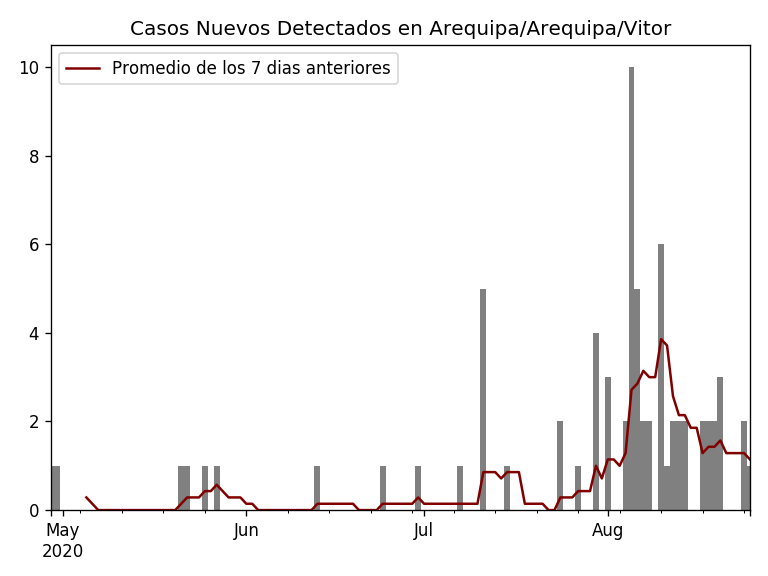 Casos Nuevos Detectados en Arequipa/Arequipa/Vitor
Promedio de los 7 dias anteriores
10
8
6
4
2
0
May Jun Jul Aug
2020